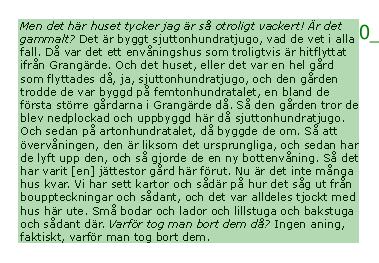 Men det här huset tycker jag är så otroligt vackert! Är det
gammalt? Det är byggt sjuttonhundratjugo, vad de vet i alla
fall. Då var det ett envåningshus som troligtvis är hitflyttat
ifrån Grangärde. Och det huset, eller det var en hel gård
som flyttades då, ja, sjuttonhundratjugo, och den gården
trodde de var byggd på femtonhundratalet, en bland de
första större gårdarna i Grangärde då. Så den gården tror de
blev nedplockad och uppbyggd här då sjuttonhundratjugo.
Och sedan på artonhundratalet, då byggde de om. Så att
övervåningen, den är liksom det ursprungliga, och sedan har
de lyft upp den, och så gjorde de en ny bottenvåning. Så det
har varit [en] jättestor gård här förut. Nu är det inte många
hus kvar. Vi har sett kartor och sådär på hur det såg ut från
bouppteckningar och sådant, och det var alldeles tjockt med
hus här ute. Små bodar och lador och lillstuga och bakstuga
och sådant där. Varför tog man bort dem då? Ingen aning,
faktiskt, varför man tog bort dem.
0_